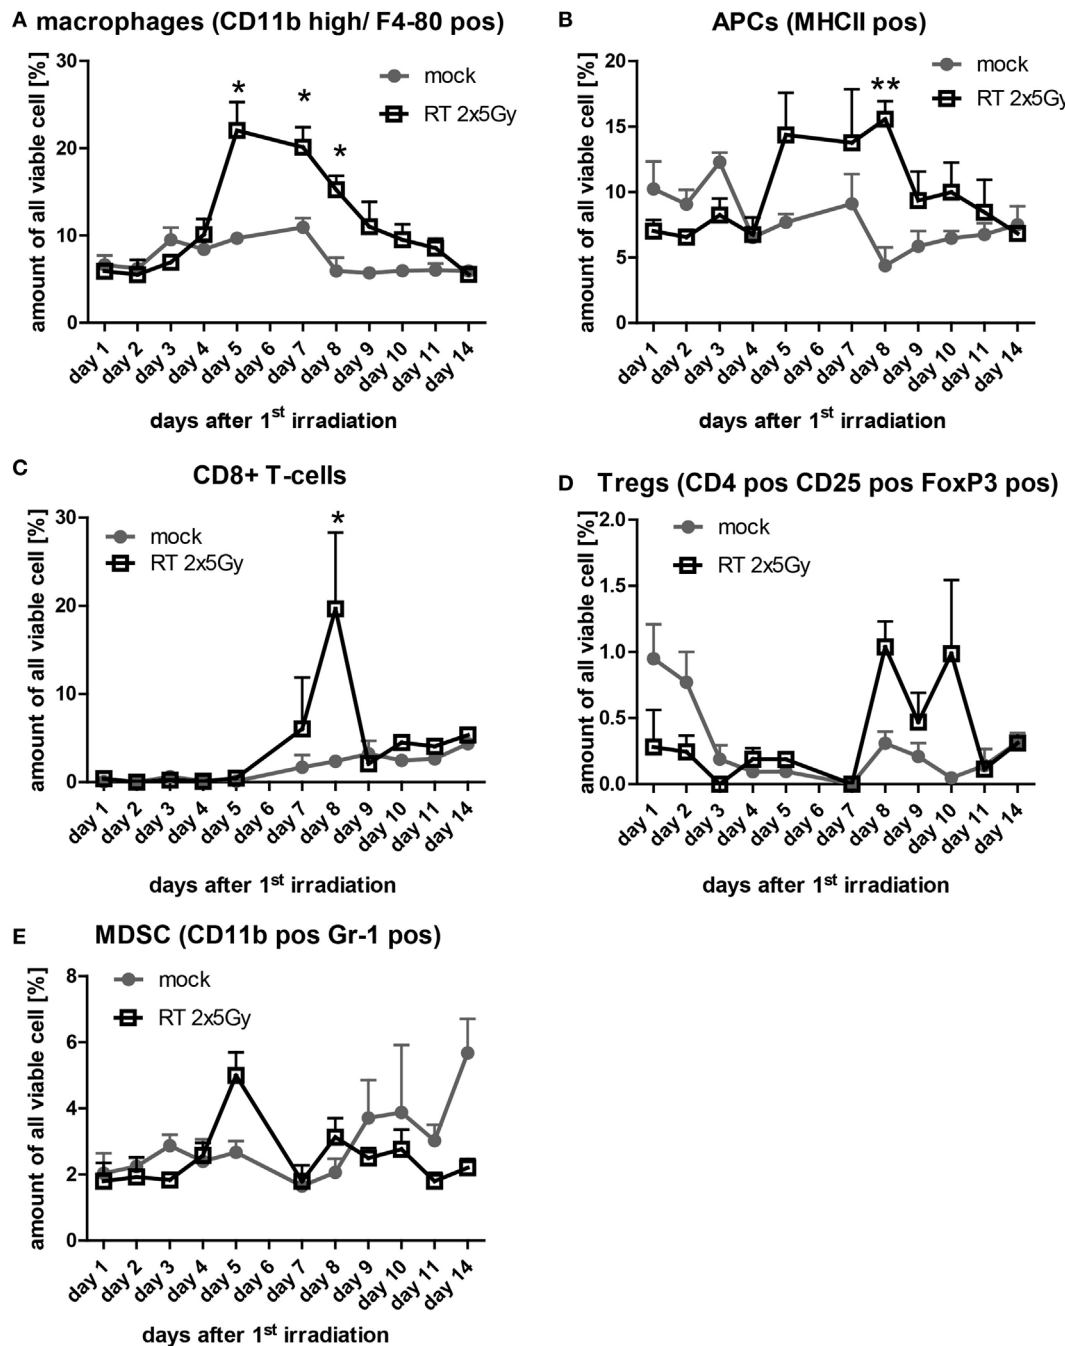 A macrophages (CD11b high/ F4-80 pos)
amount of all viable cell [%]
30
20
10
0
mock
RT 2x5Gy
*
*
*
day 1
day 2
day 3
day 4
day 5
day 6
day 7
day 8
day 9
day 10
day 11
day 14
days after 1st irradiation
B APCs (MHCII pos)
amount of all viable cell [%]
20
15
10
5
0
mock
RT 2x5Gy
**
day 1
day 2
day 3
day 4
day 5
day 6
day 7
day 8
day 9
day 10
day 11
day 14
days after 1st irradiation
C CD8+ T-cells
amount of all viable cell [%]
30
20
10
0
mock
RT 2x5Gy
*
day 1
day 2
day 3
day 4
day 5
day 6
day 7
day 8
day 9
day 10
day 11
day 14
days after 1st irradiation
D Tregs (CD4 pos CD25 pos FoxP3 pos)
amount of all viable cell [%]
2.0
1.5
1.0
0.5
0.0
mock
RT 2x5Gy
day 1
day 2
day 3
day 4
day 5
day 6
day 7
day 8
day 9
day 10
day 11
day 14
days after 1st irradiation
E MDSC (CD11b pos Gr-1 pos)
amount of all viable cell [%]
8
6
4
2
0
mock
RT 2x5Gy
day 1
day 2
day 3
day 4
day 5
day 6
day 7
day 8
day 9
day 10
day 11
day 14
days after 1st irradiation